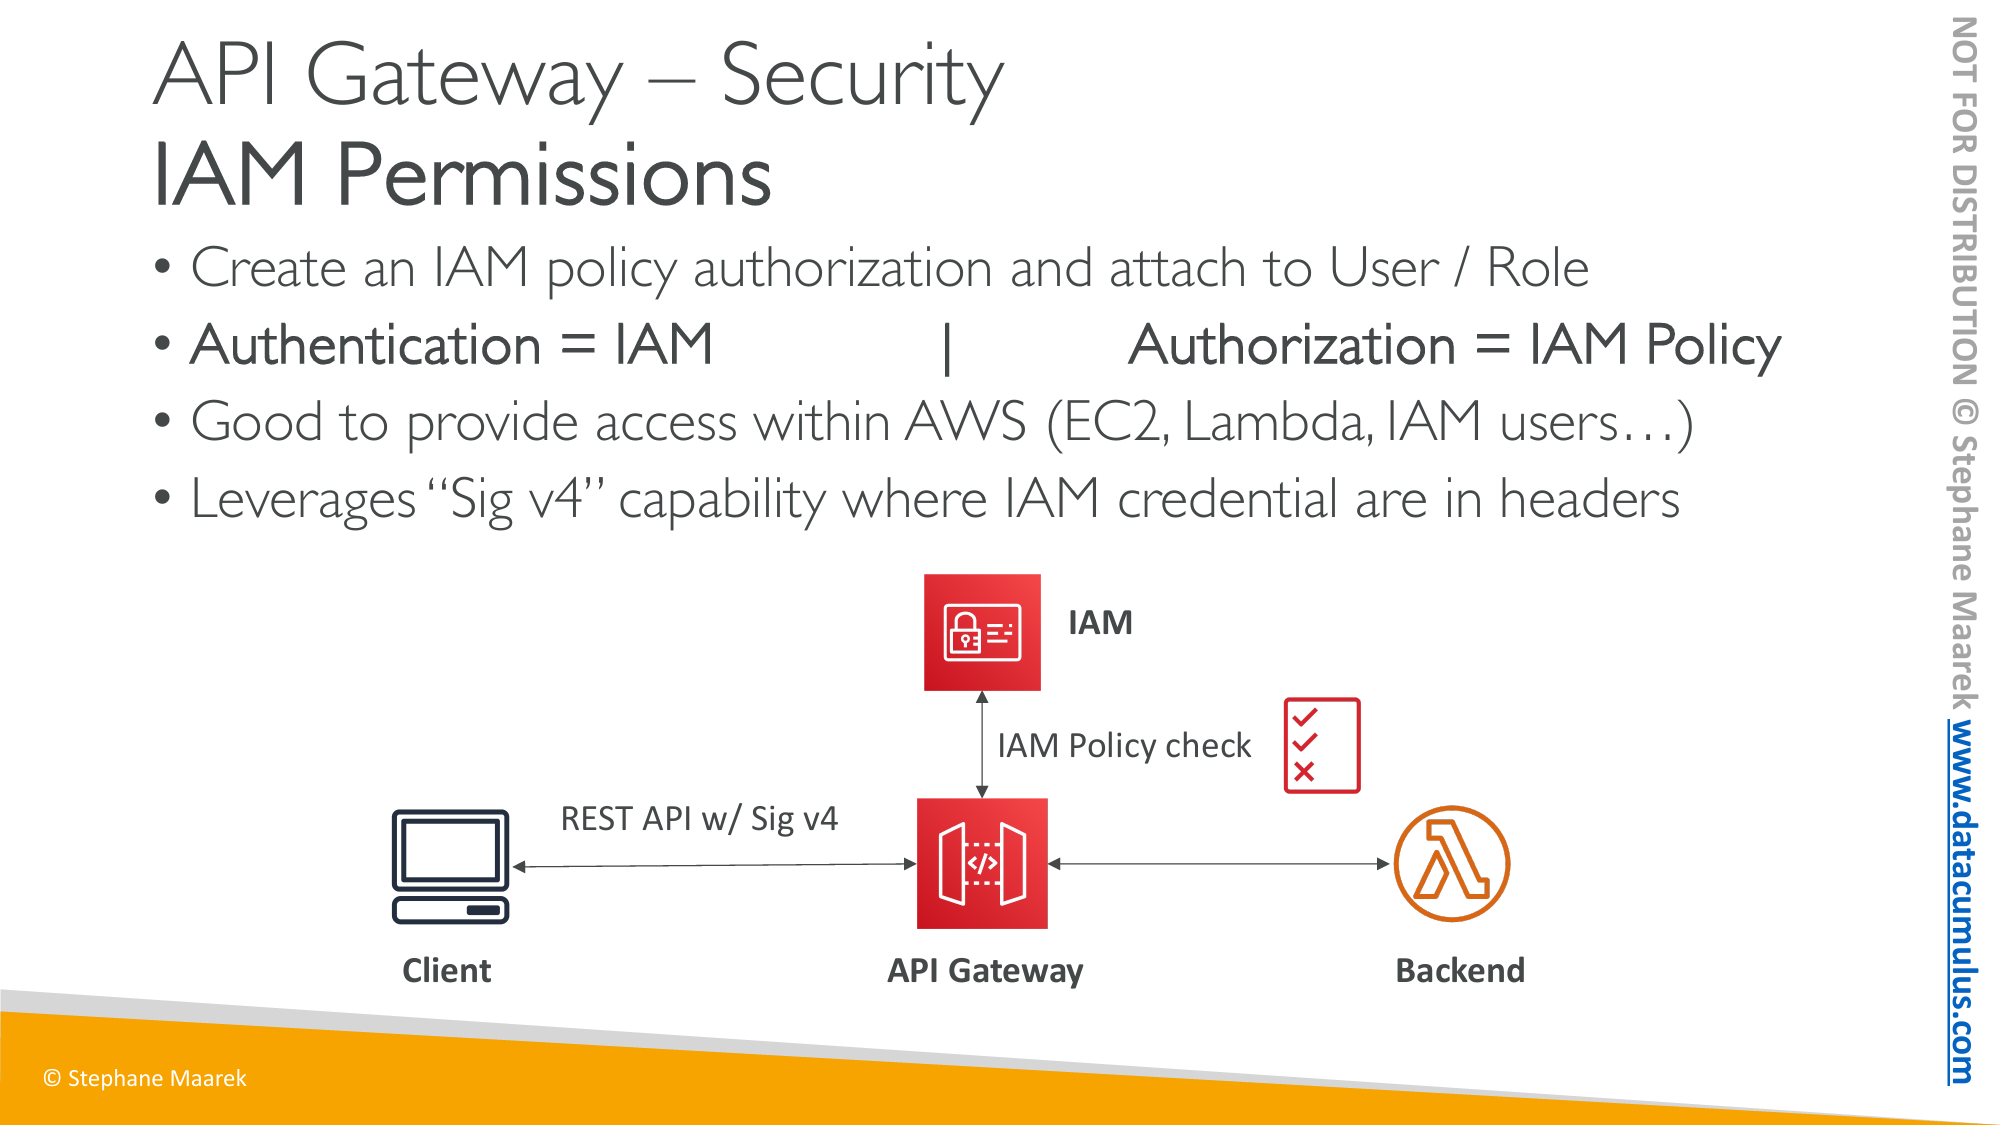 API Gateway – Security
IAM Permissions
• Create an IAM policy authorization and attach to User / Role
• Authentication = IAM | Authorization = IAM Policy
• Good to provide access within AWS (EC2, Lambda, IAM users…)
• Leverages “Sig v4” capability where IAM credential are in headers
IAM
IAM Policy check
REST API w/ Sig v4
</>
Client
API Gateway
Backend
© Stephane Maarek
NOT FOR DISTRIBUTION © Stephane Maarek www.datacumulus.com